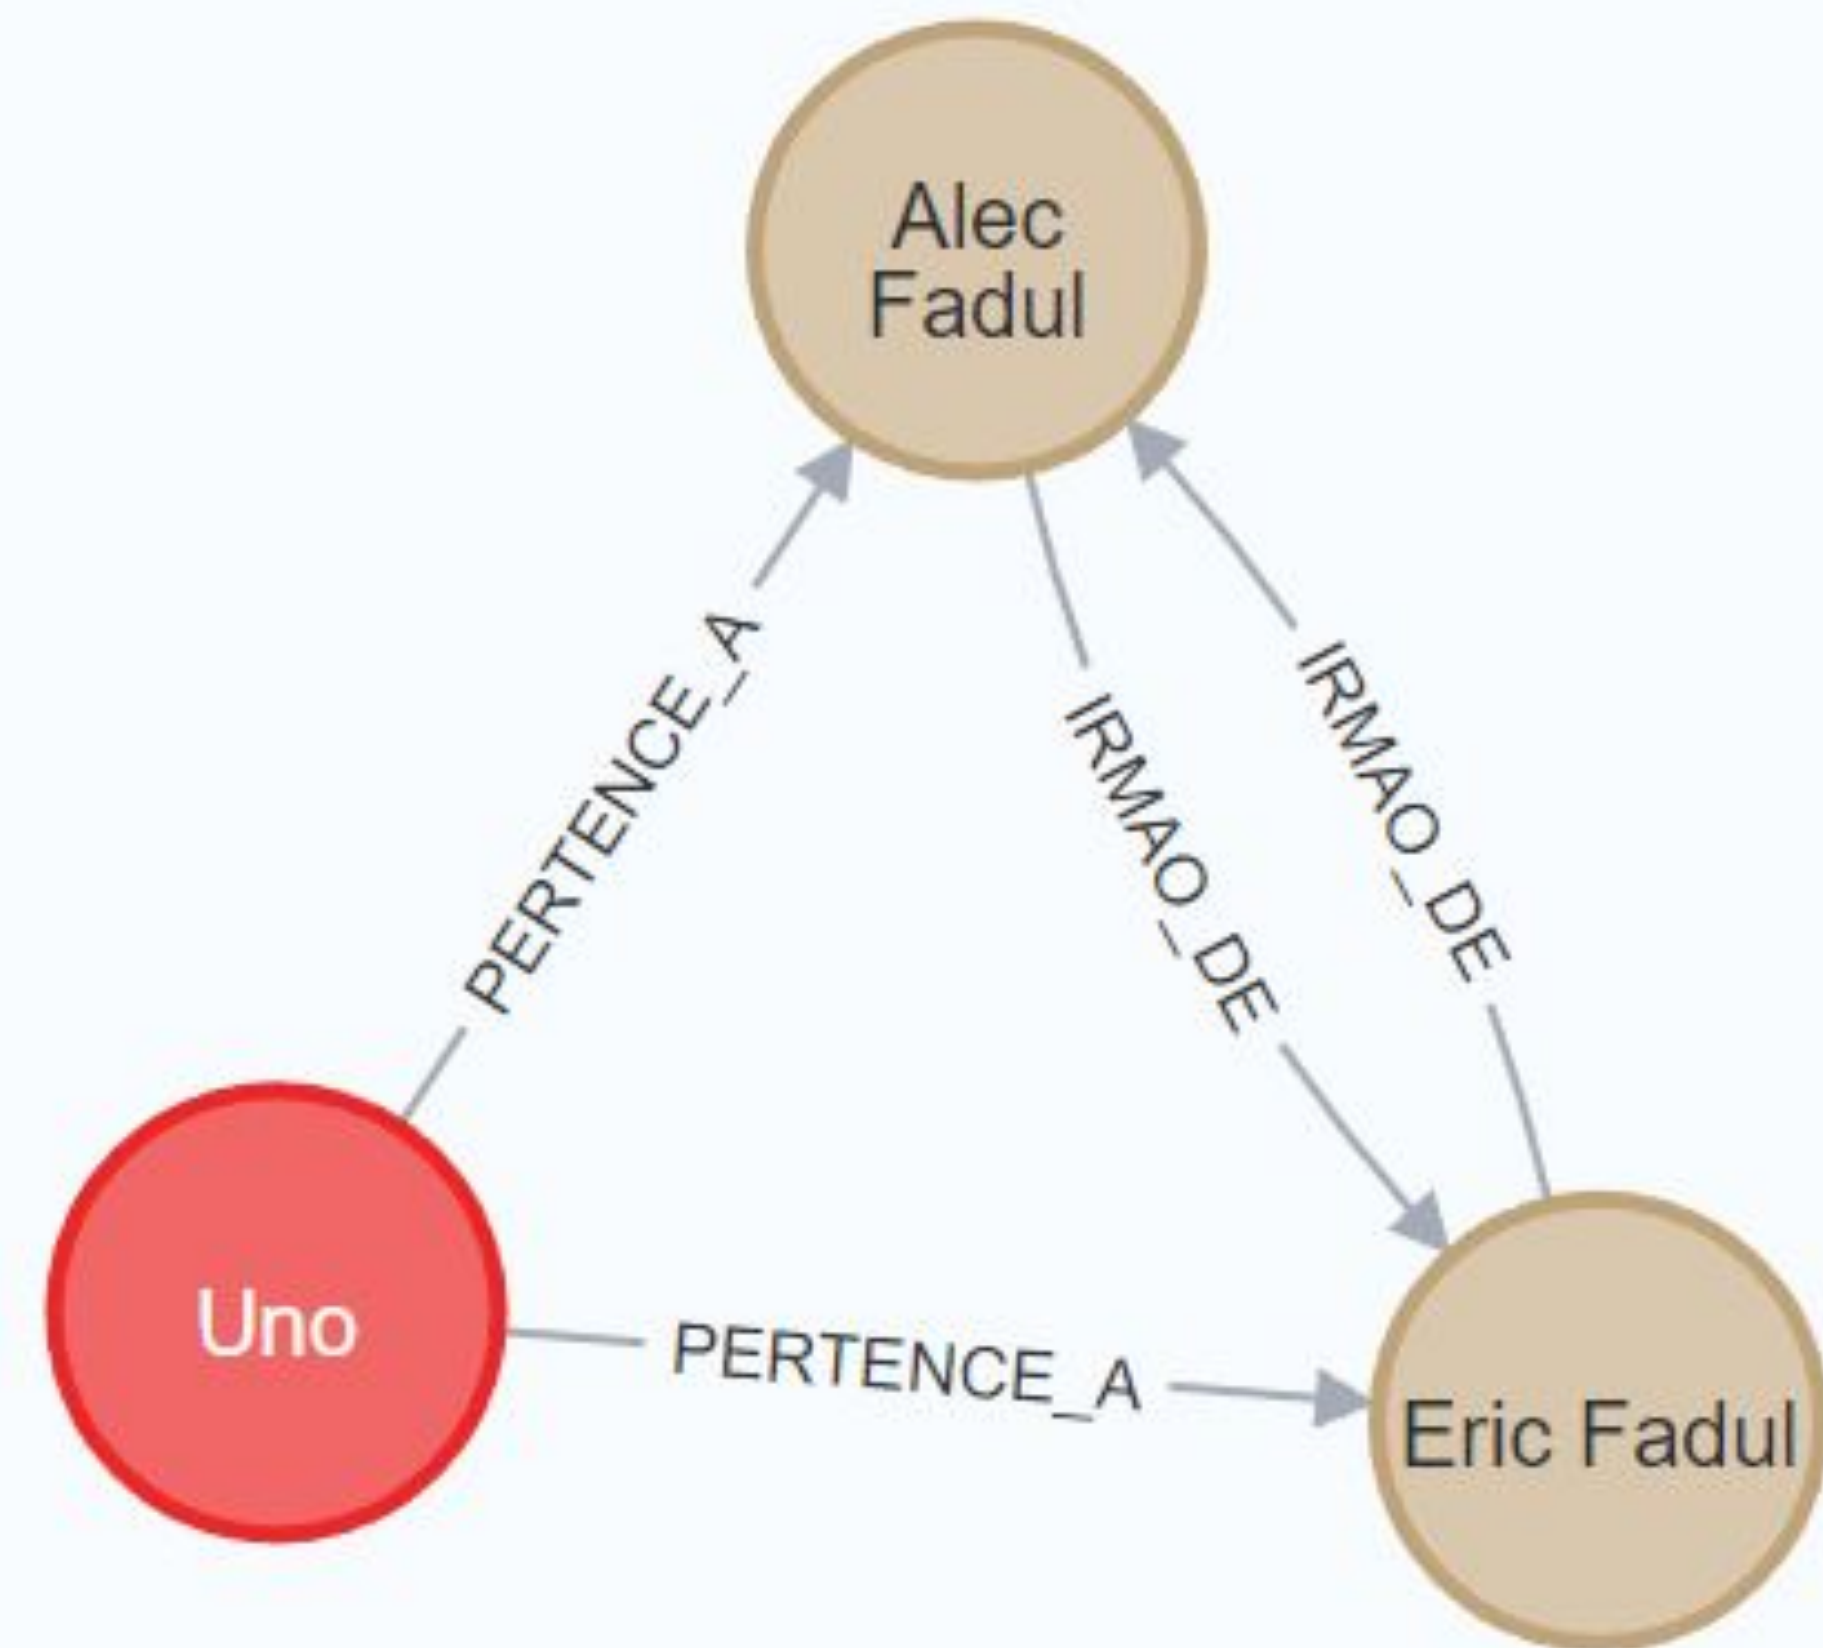 Alec
Fadul
PERTENCE_A
IRMAO_DE
IRMAO_DE
Uno
PERTENCE_A
Eric Fadul